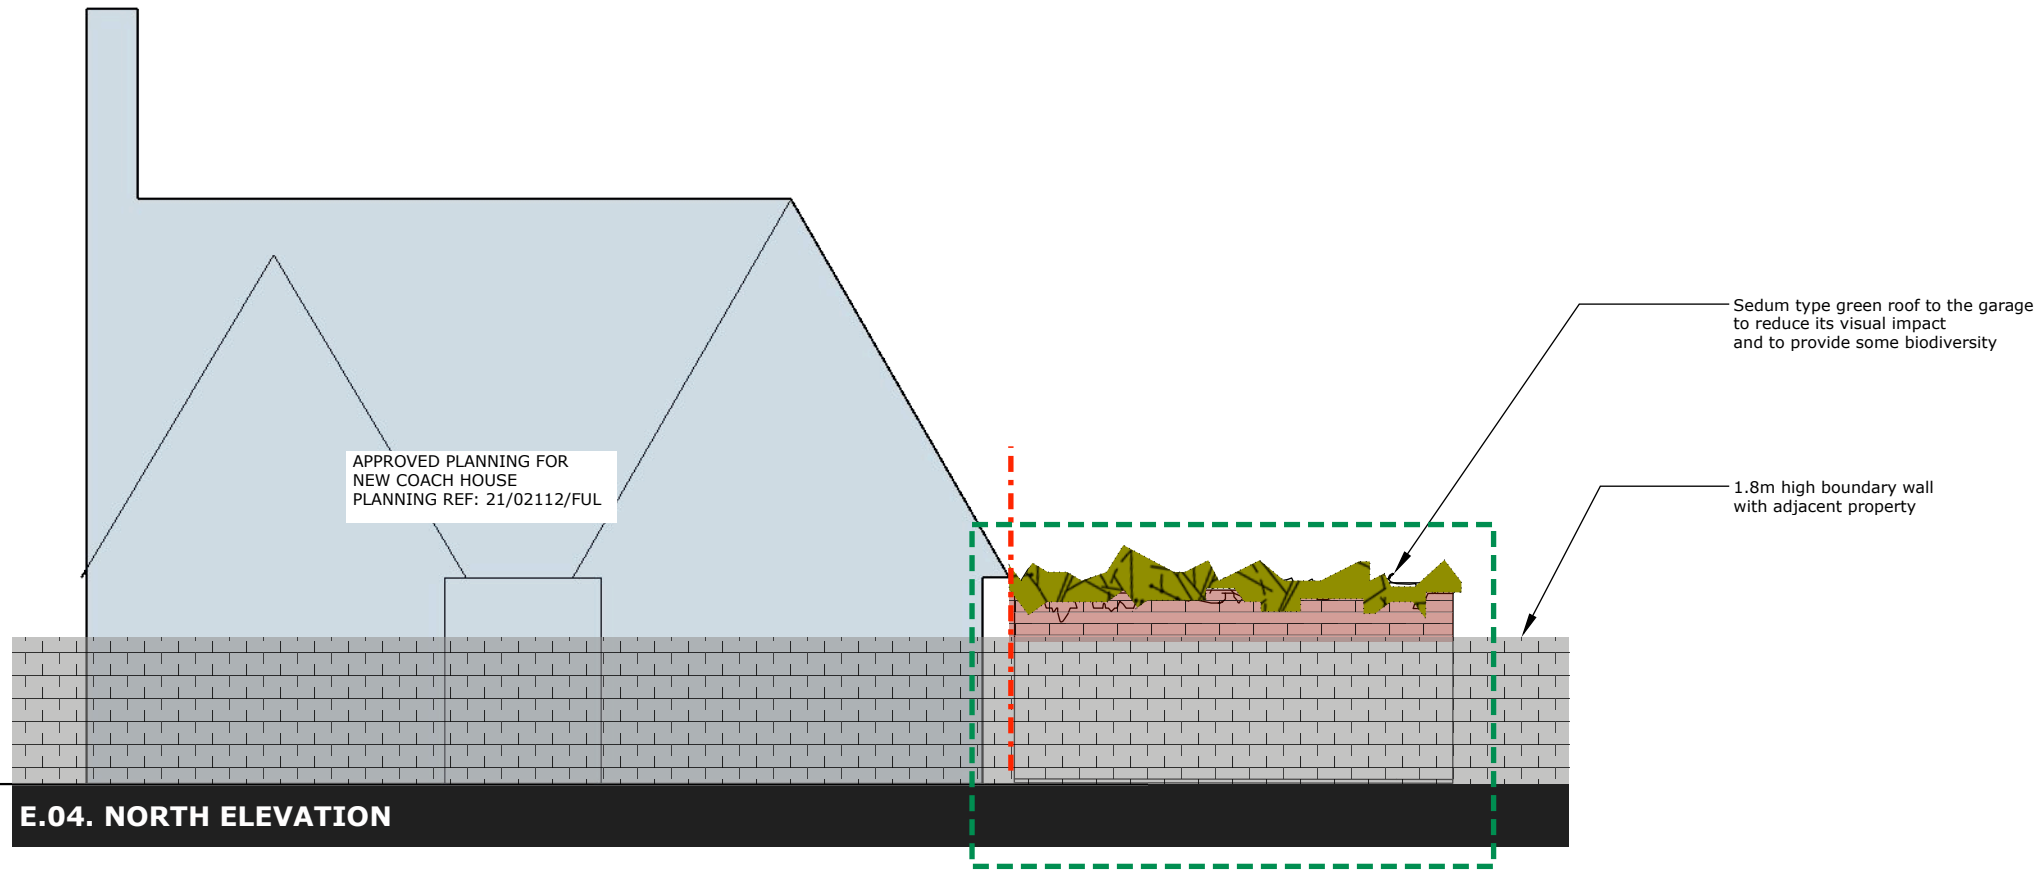 Sedum type green roof to the garage
to reduce its visual impact
and to provide some biodiversity
APPROVED PLANNING FOR
NEW COACH HOUSE
PLANNING REF: 21/02112/FUL
1.8m high boundary wall
with adjacent property
E.04. NORTH ELEVATION